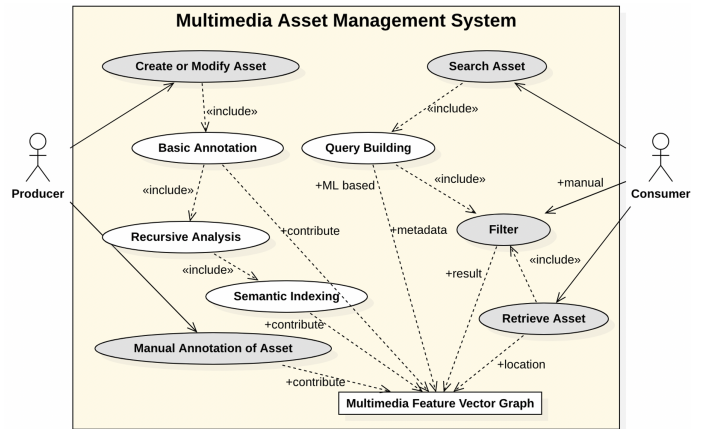 Multimedia Asset Management System
Create or Modify Asset
Search Asset
«include»
«include»
Basic Annotation
Query Building
Producer
Consumer
«include»
+ML based
«include»
+manual
Recursive Analysis
+contribute
+metadata
Filter
«include»
+result
«include»
Semantic Indexing
+contribute
Retrieve Asset
Manual Annotation of Asset
+location
+contribute
Multimedia Feature Vector Graph